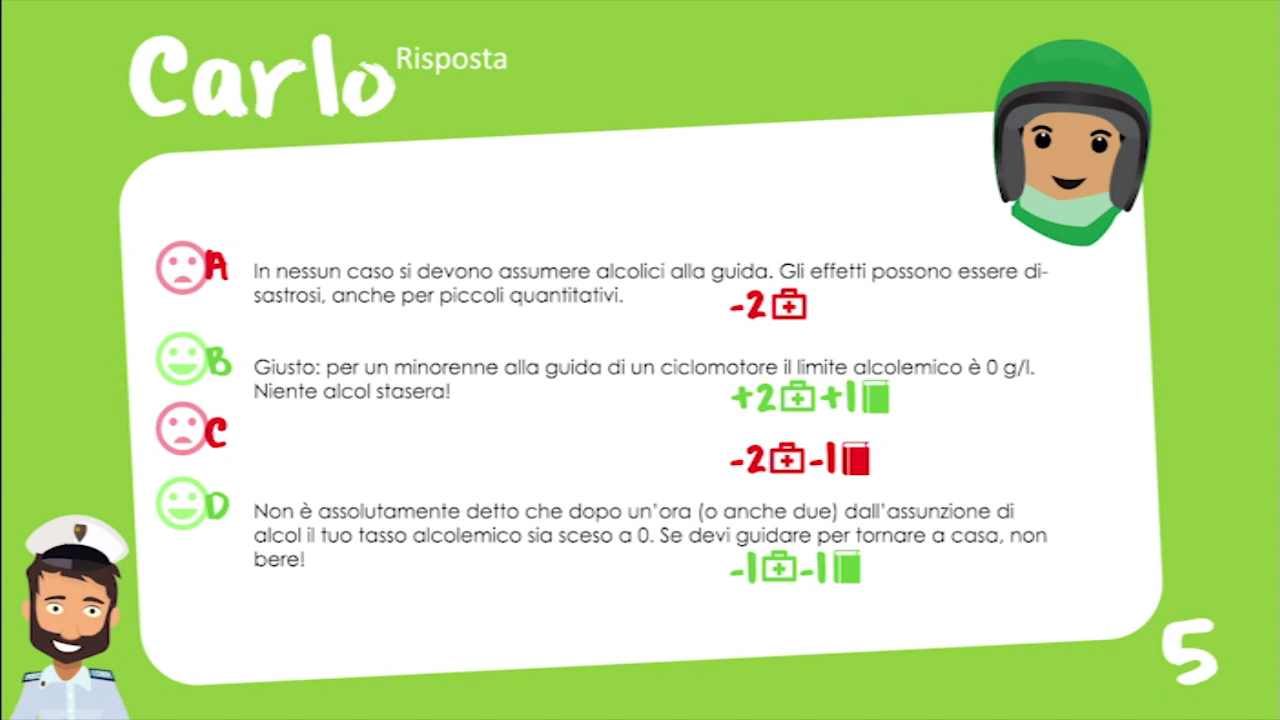 Carlo Risposta
A In nessun caso si devono assumere alcolici alla guida. Gli effetti possono essere di-
sastrosi, anche per piccoli quantitativi.
-2
B Giusto: per un minorenne alla guida di un ciclomotore il limite alcolemico è 0 g/l.
Niente alcol stasera!
+2 +1
C
-2 -1
D Non è assolutamente detto che dopo un'ora (o anche due) dall'assunzione di
alcol il tuo tasso alcolemico sia sceso a 0. Se devi guidare per tornare a casa, non
bere!
-1 -1
5